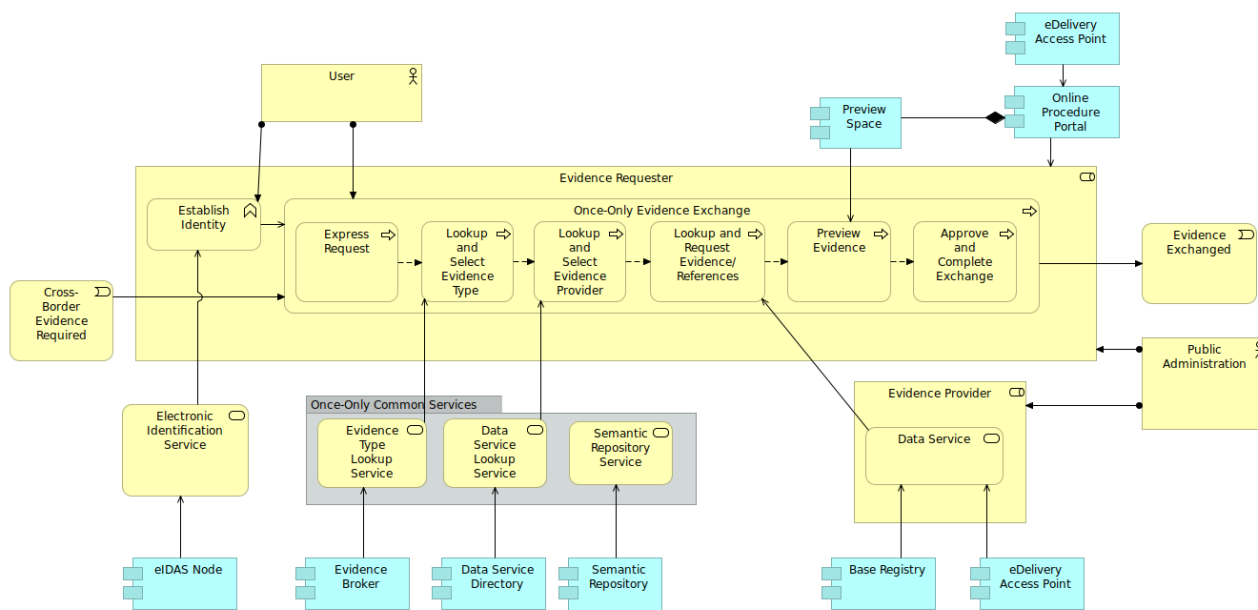 eDelivery
Access Point
User
Preview
Space
Online
Procedure
Portal
Evidence Requester
Establish
Identity
Once-Only Evidence Exchange
Express
Request
Lookup
and
Select
Evidence
Type
Lookup
and
Select
Evidence
Provider
Lookup and
Request
Evidence/
References
Preview
Evidence
Approve
and
Complete
Exchange
Evidence
Exchanged
Cross-
Border
Evidence
Required
Public
Administration
Electronic
Identification
Service
Once-Only Common Services
Evidence
Type
Lookup
Service
Data
Service
Lookup
Service
Semantic
Repository
Service
Evidence Provider
Data Service
eIDAS Node
Evidence
Broker
Data Service
Directory
Semantic
Repository
Base Registry
eDelivery
Access Point